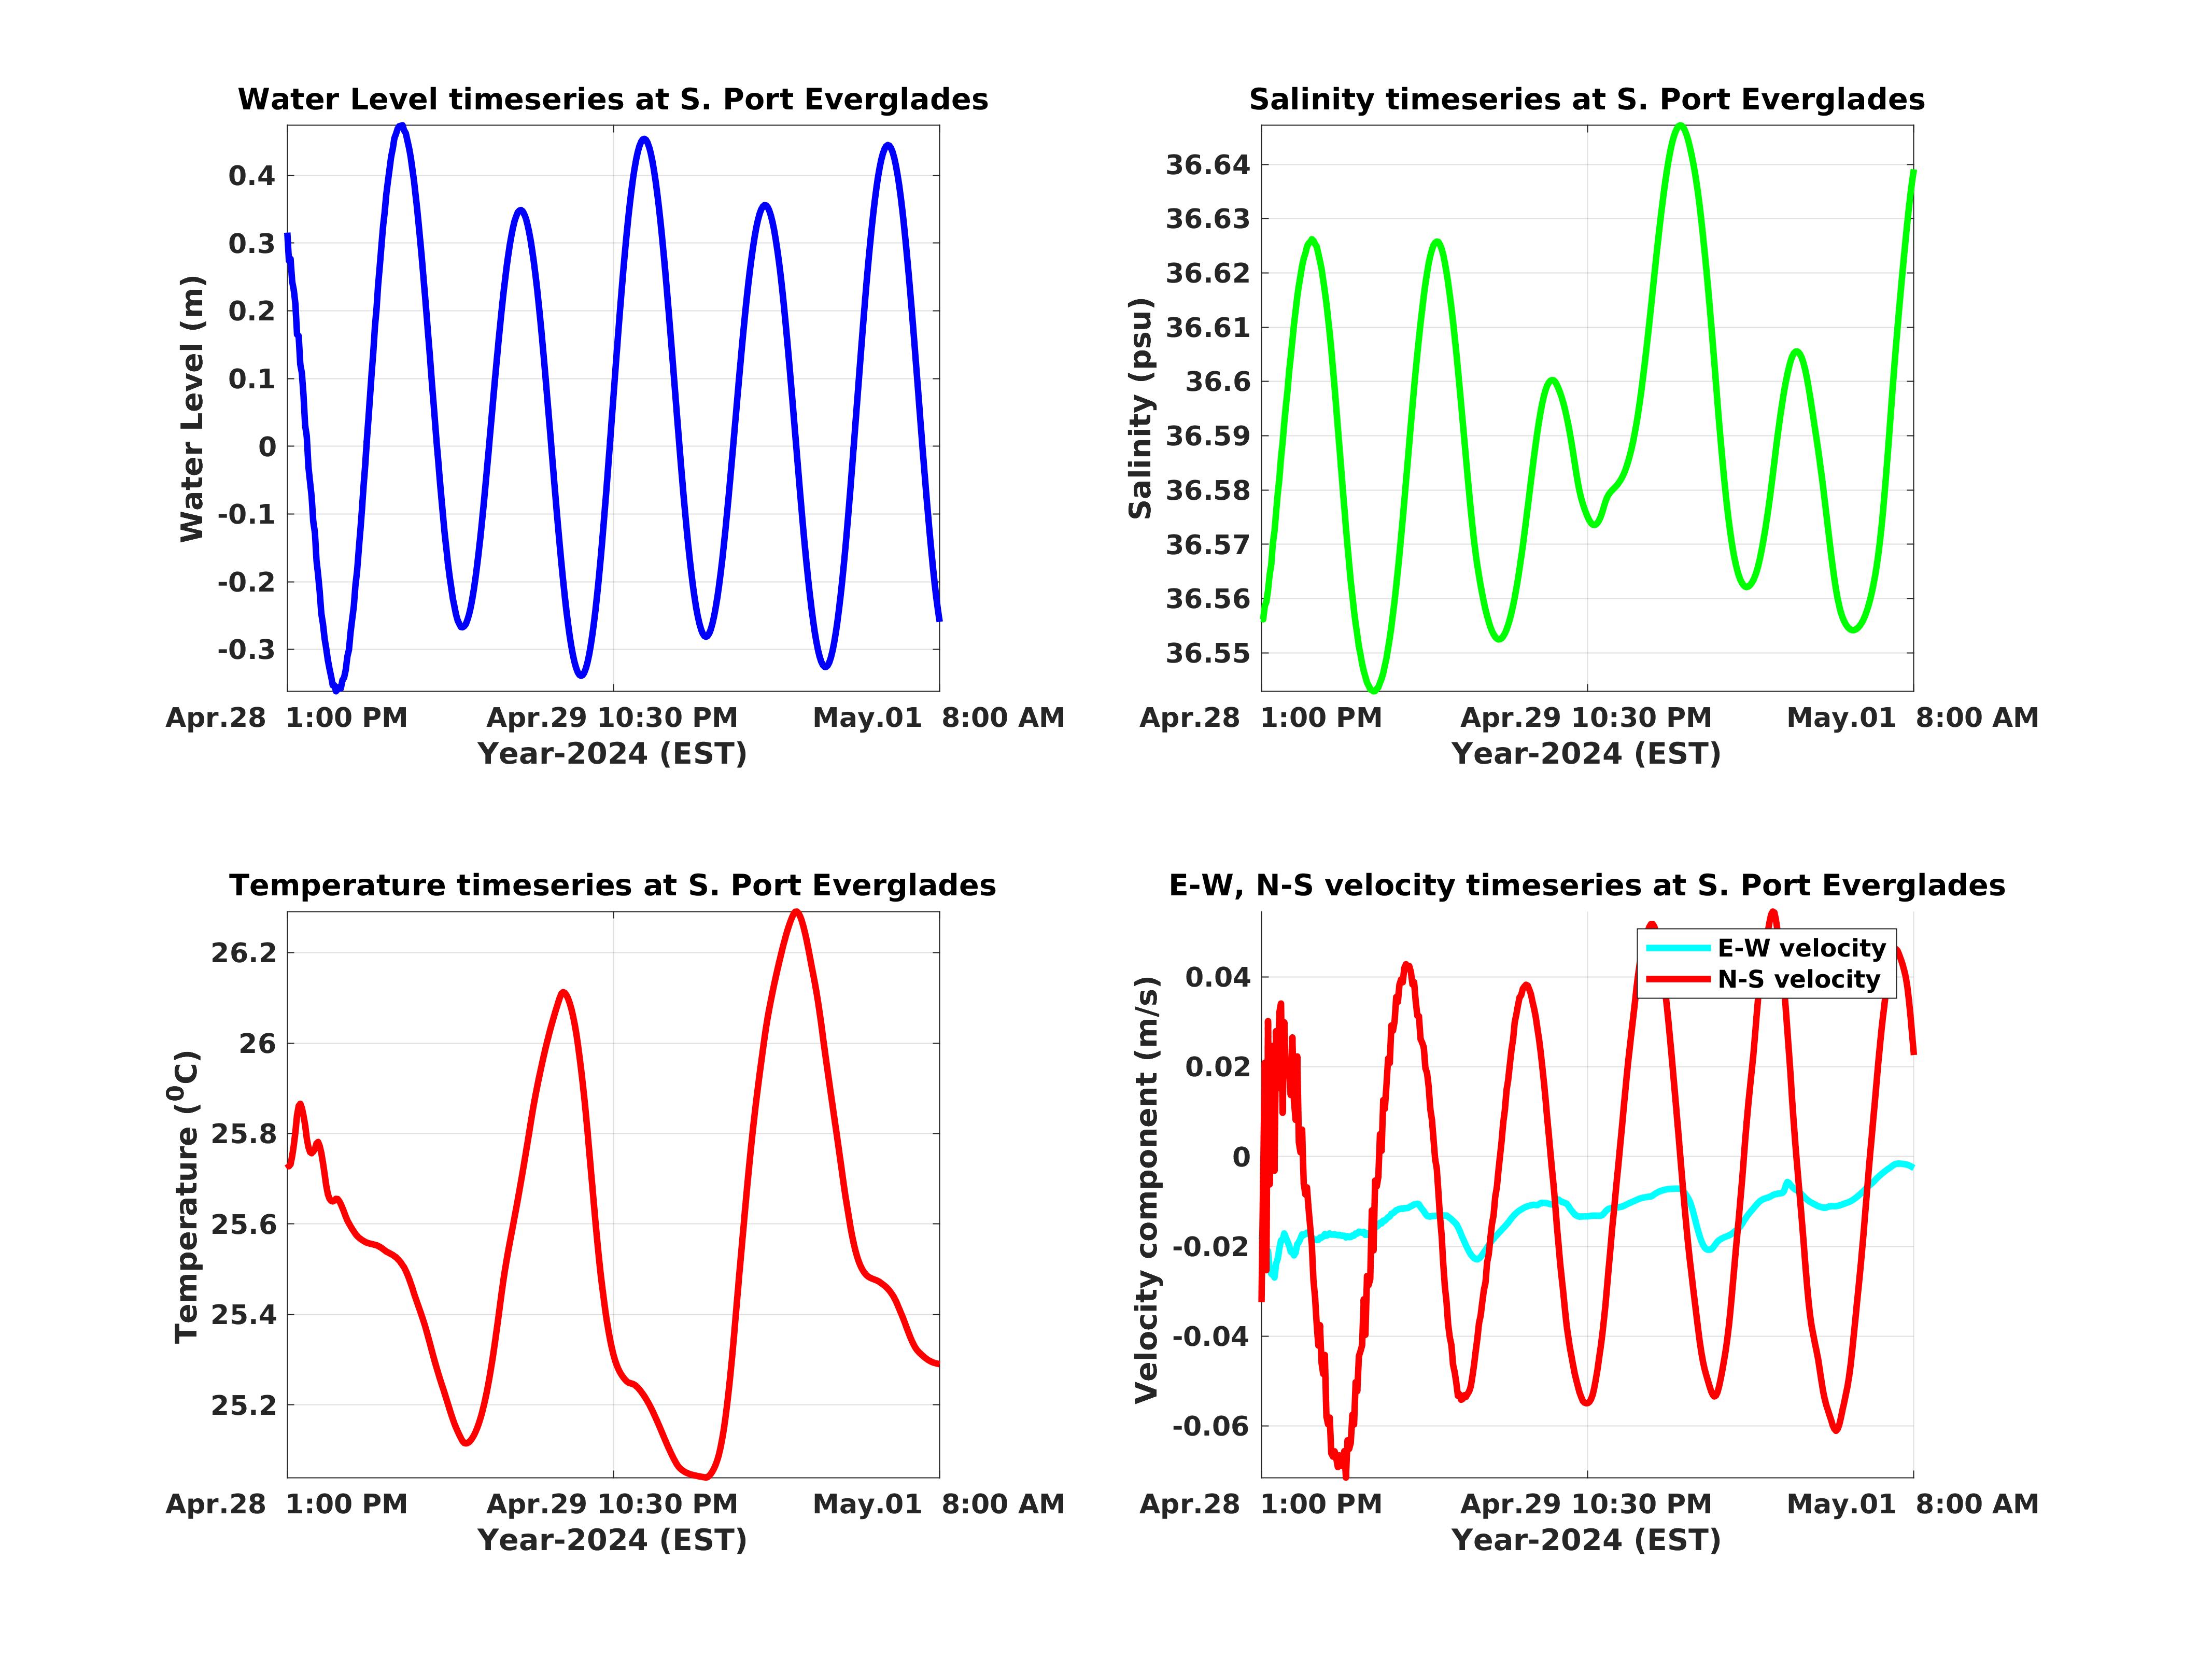 Water Level timeseries at S. Port Everglades
Water Level (m)
0.4
0.3
0.2
0.1
0
-0.1
-0.2
-0.3
Apr.28 1:00 PM
Apr.29 10:30 PM
May.01 8:00 AM
Year-2024 (EST)
Salinity timeseries at S. Port Everglades
Salinity (psu)
36.64
36.63
36.62
36.61
36.6
36.59
36.58
36.57
36.56
36.55
Apr.28 1:00 PM
Apr.29 10:30 PM
May.01 8:00 AM
Year-2024 (EST)
Temperature timeseries at S. Port Everglades
Temperature (⁰C)
26.2
26
25.8
25.6
25.4
25.2
Apr.28 1:00 PM
Apr.29 10:30 PM
May.01 8:00 AM
Year-2024 (EST)
E-W, N-S velocity timeseries at S. Port Everglades
Velocity component (m/s)
E-W velocity
N-S velocity
0.04
0.02
0
-0.02
-0.04
-0.06
Apr.28 1:00 PM
Apr.29 10:30 PM
May.01 8:00 AM
Year-2024 (EST)